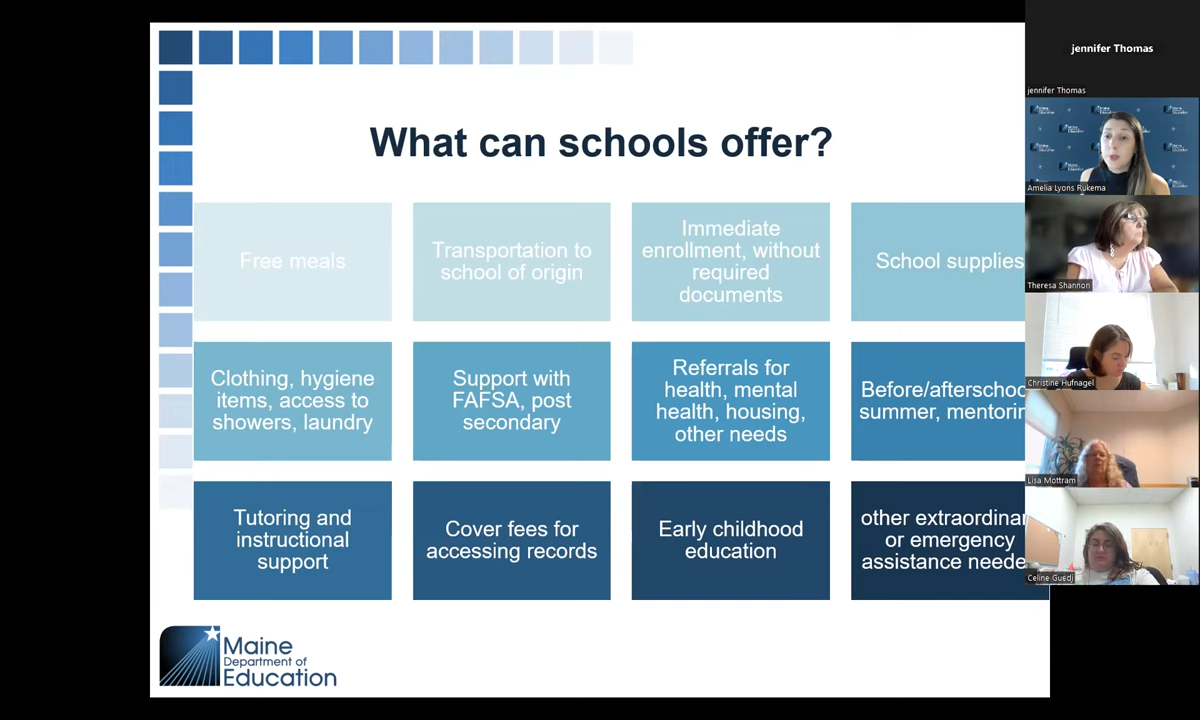 jennifer Thomas
jennifer Thomas
What can schools offer?
Free meals
Transportation to
school of origin
Immediate
enrollment, without
required
documents
School supplies
Clothing, hygiene
items, access to
showers, laundry
Support with
FAFSA, post
secondary
Referrals for
health, mental
health, housing,
other needs
Before/afterschoo
summer, mentorin
Tutoring and
instructional
support
Cover fees for
accessing records
Early childhood
education
other extraordinar
or emergency
assistance neede
Maine
Department of
Education
Amelia Lyons Rukema
Theresa Shannon
Christine Hufnagel
Lisa Mottram
Celine Guedj